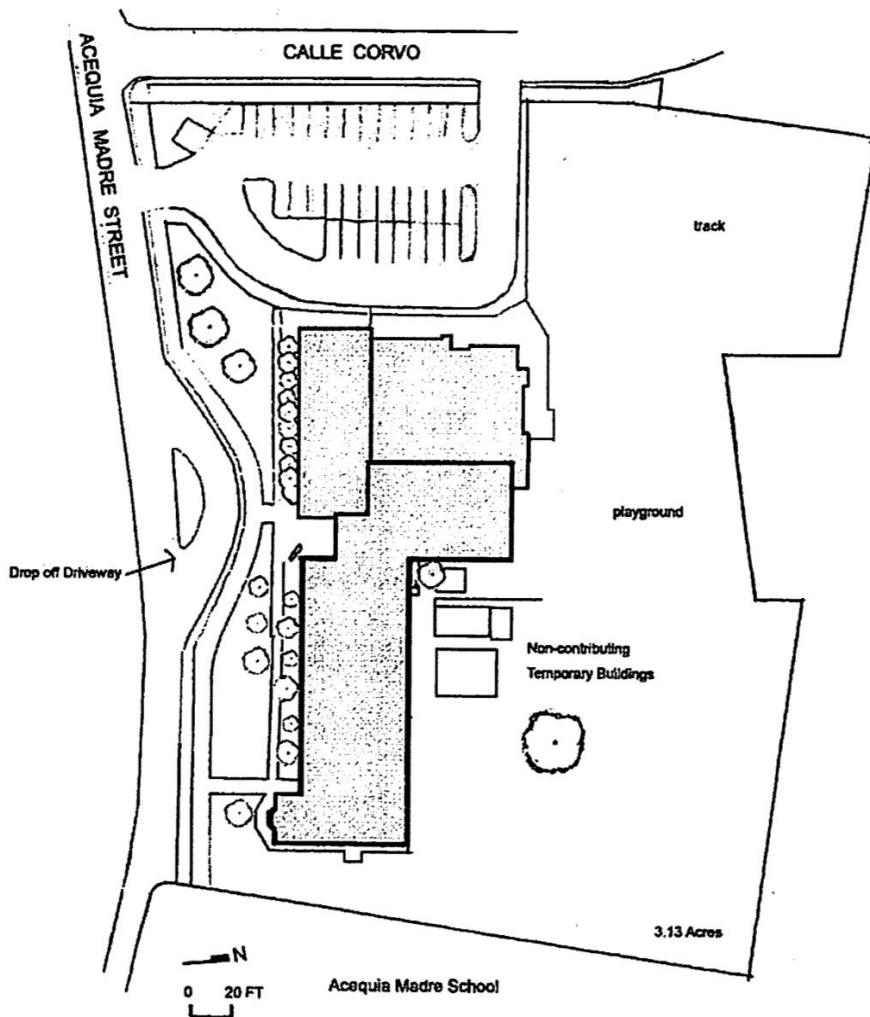 CALLE CORVO
ACEQUIA MADRE STREET
track
playground
Drop off Driveway
Non-contributing
Temporary Buildings
3.13 Acres
N
0 20 FT
Acequia Madre School